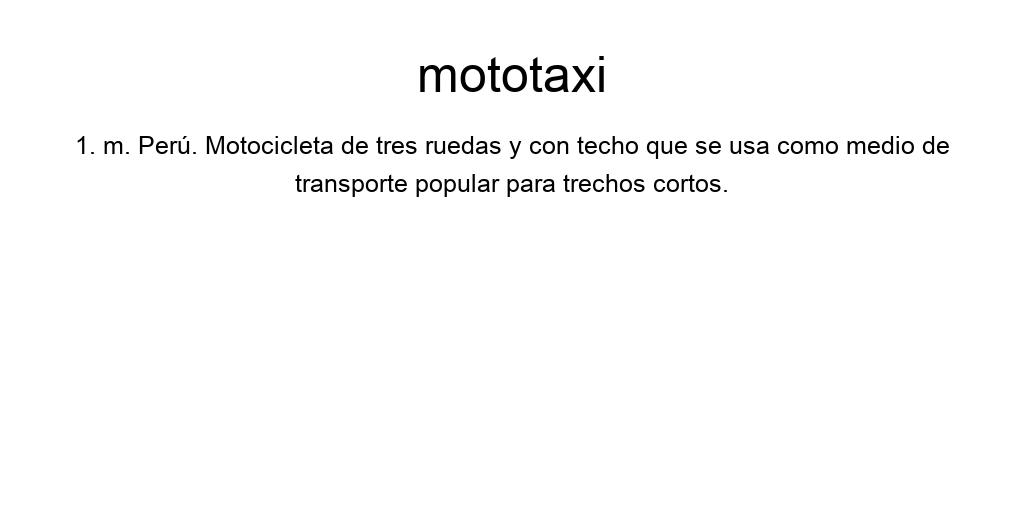 mototaxi
1. m. Perú. Motocicleta de tres ruedas y con techo que se usa como medio de
transporte popular para trechos cortos.